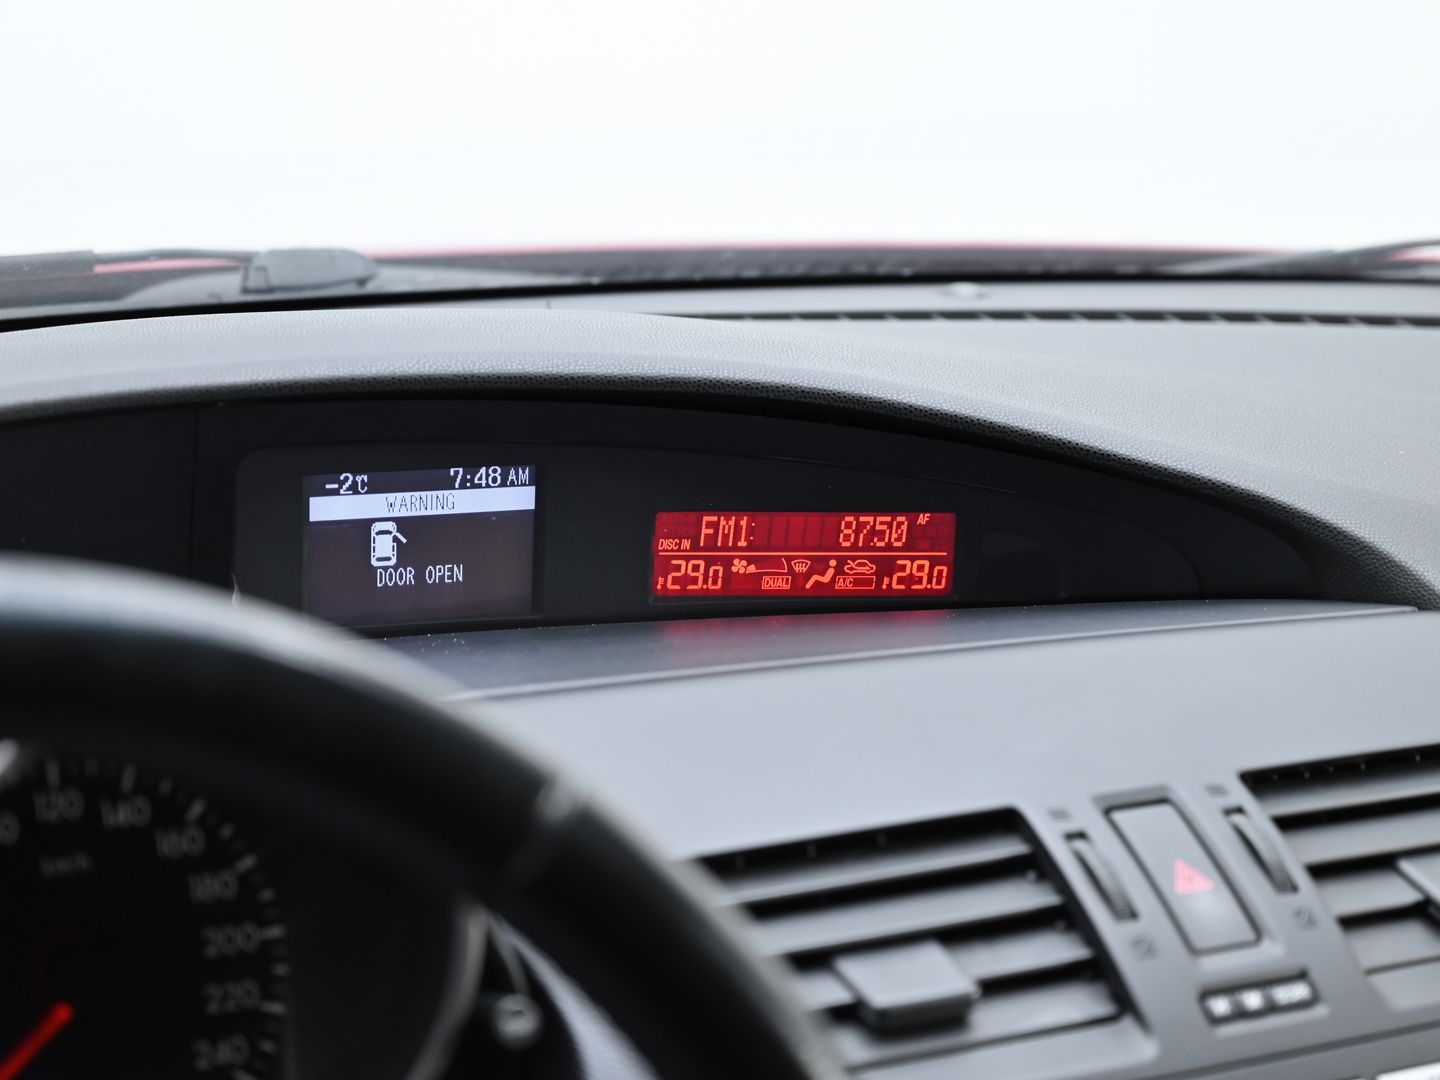 -2°C 7:48 AM
WARNING
DOOR OPEN
DISC IN FM1: 87.50 AF
29.0 DUAL A/C 29.0
120
140
160
km/h
180
200
220
240